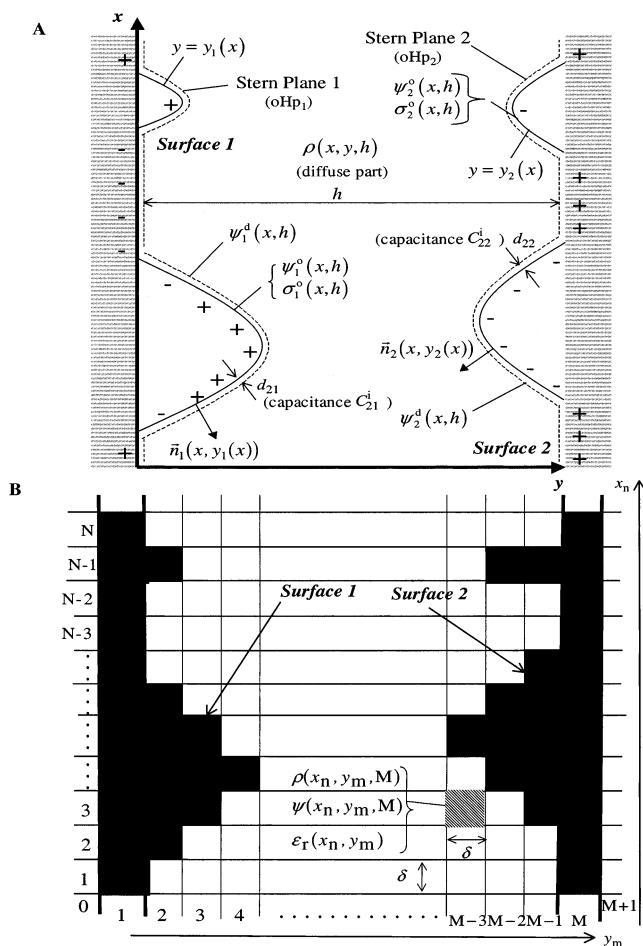 A
x
y = y₁(x)
Stern Plane 1
(oHp₁)
Surface 1
Stern Plane 2
(oHp₂)
ψ₂ᵒ(x,h)
σ₂ᵒ(x,h)
y = y₂(x)
ρ(x, y, h)
(diffuse part)
h
ψ₁ᵈ(x,h)
ψ₁ᵒ(x,h)
σ₁ᵒ(x,h)
(capacitance C₂₂ⁱ) d₂₂
n⃗₂(x, y₂(x))
d₂₁
(capacitance C₂₁ⁱ)
ψ₂ᵈ(x,h)
n⃗₁(x, y₁(x))
Surface 2
y
B
xₙ
N
N-1
N-2
N-3
Surface 1
Surface 2
ρ(xₙ, yₘ, M)
ψ(xₙ, yₘ, M)
εᵣ(xₙ, yₘ)
δ
δ
3
2
1
0
1 2 3 4 . . . . . . . . . . M−3 M−2 M−1 M M+1
yₘ